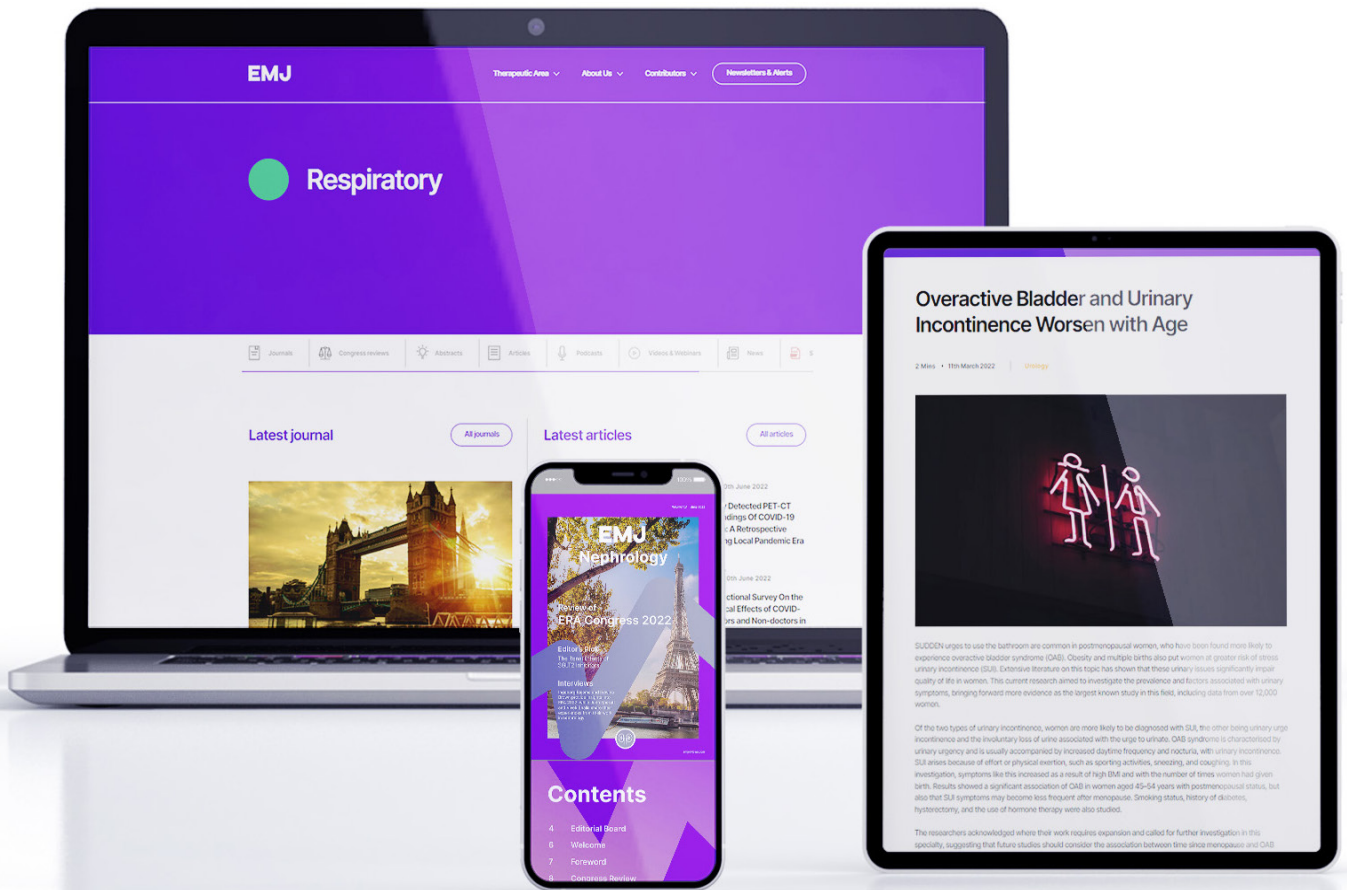 EMJ
Therapeutic Area
About Us
Contributors
Newsletters & Alerts
Respiratory
Journals
Congress reviews
Abstracts
Articles
Podcasts
Videos & Webinars
News
Latest journal
All journals
Latest articles
All articles
June 2022
Detected PET-CT
Of COVID-19
A Retrospective
Local Pandemic Era
June 2022
Survey On the
Effects of COVID-
and Non-doctors in
100%
EMJ
Nephrology
Review of
ERA Congress 2022
Editor's Pick
Interviews
Contents
4 Editorial Board
6 Welcome
7 Foreword
8 Congress Review
Overactive Bladder and Urinary
Incontinence Worsen with Age
2 Mins • 11th March 2022
Urology
SUDDEN urges to use the bathroom are common in postmenopausal women, who have been found more likely to
experience overactive bladder syndrome (OAB). Obesity and multiple births also put women at greater risk of stress
urinary incontinence (SUI). Extensive literature on this topic has shown that these urinary issues significantly impair
quality of life in women. This current research aimed to investigate the prevalence and factors associated with urinary
symptoms, bringing forward more evidence as the largest known study in this field, including data from over 12,000
women.
Of the two types of urinary incontinence, women are more likely to be diagnosed with SUI, the other being urinary urge
incontinence and the involuntary loss of urine associated with the urge to urinate. OAB syndrome is characterised by
urinary urgency and is usually accompanied by increased daytime frequency and nocturia, with urinary incontinence.
SUI arises because of effort or physical exertion, such as sporting activities, sneezing, and coughing. In this
investigation, symptoms like this increased as a result of high BMI and with the number of times women had given
birth. Results showed a significant association of OAB in women aged 45–54 years with postmenopausal status, but
also that SUI symptoms may become less frequent after menopause. Smoking status, history of diabetes,
hysterectomy, and the use of hormone therapy were also studied.
The researchers acknowledged where their work requires expansion and called for further investigation in this
specialty, suggesting that future studies should consider the association between time since menopause and OAB